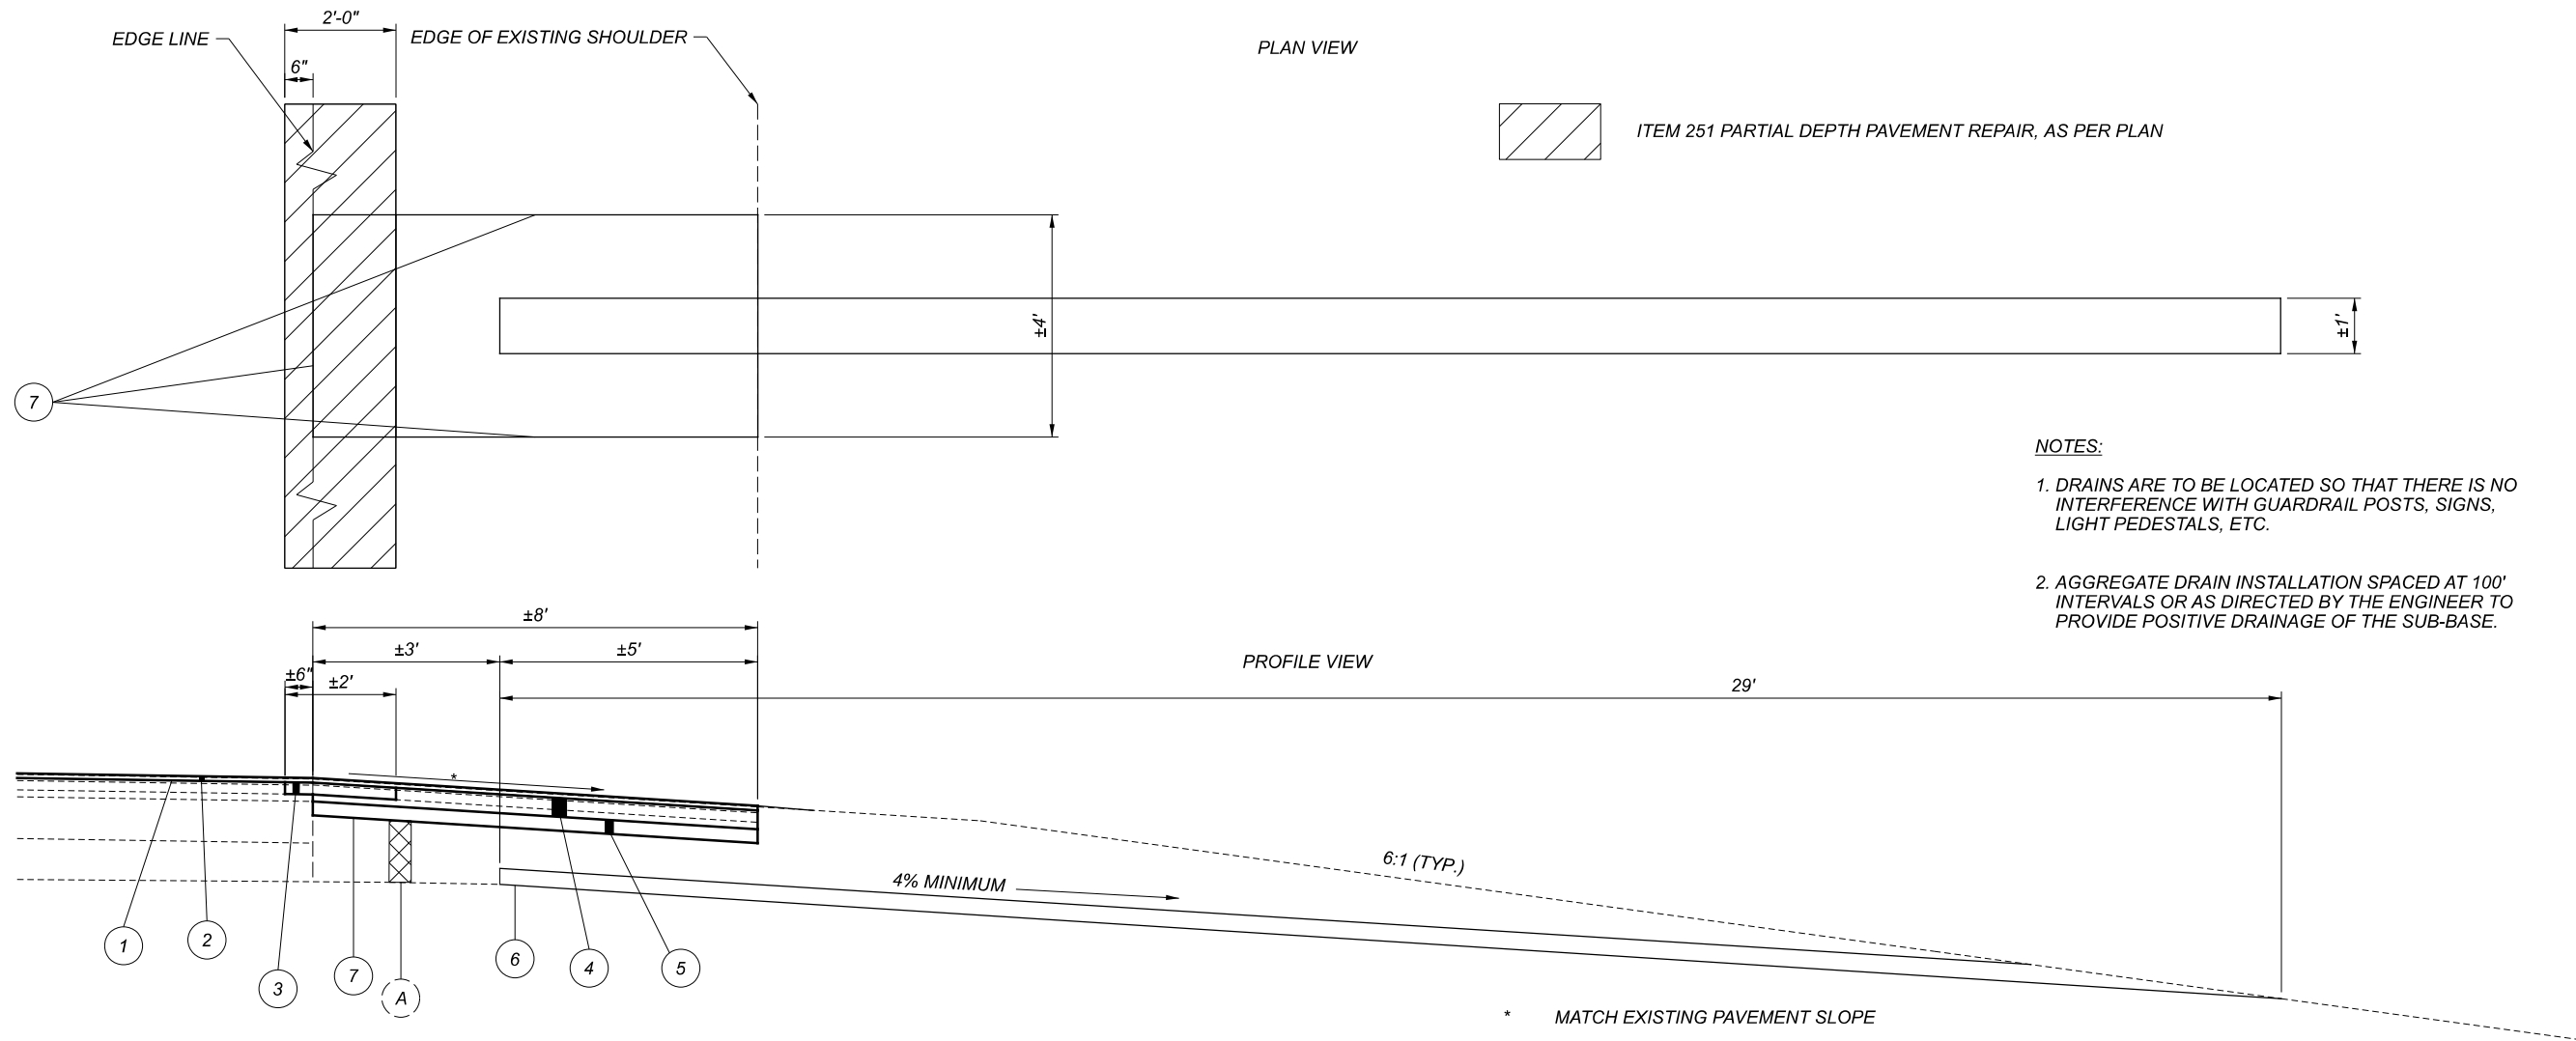 2'-0"
EDGE LINE
EDGE OF EXISTING SHOULDER
PLAN VIEW
6"
ITEM 251 PARTIAL DEPTH PAVEMENT REPAIR, AS PER PLAN
±4'
±1'
7
NOTES:
1. DRAINS ARE TO BE LOCATED SO THAT THERE IS NO
INTERFERENCE WITH GUARDRAIL POSTS, SIGNS,
LIGHT PEDESTALS, ETC.
2. AGGREGATE DRAIN INSTALLATION SPACED AT 100'
INTERVALS OR AS DIRECTED BY THE ENGINEER TO
PROVIDE POSITIVE DRAINAGE OF THE SUB-BASE.
±8'
±3'
±5'
PROFILE VIEW
±6"
±2'
29'
*
6:1 (TYP.)
4% MINIMUM
1
2
3
7
A
6
4
5
* MATCH EXISTING PAVEMENT SLOPE